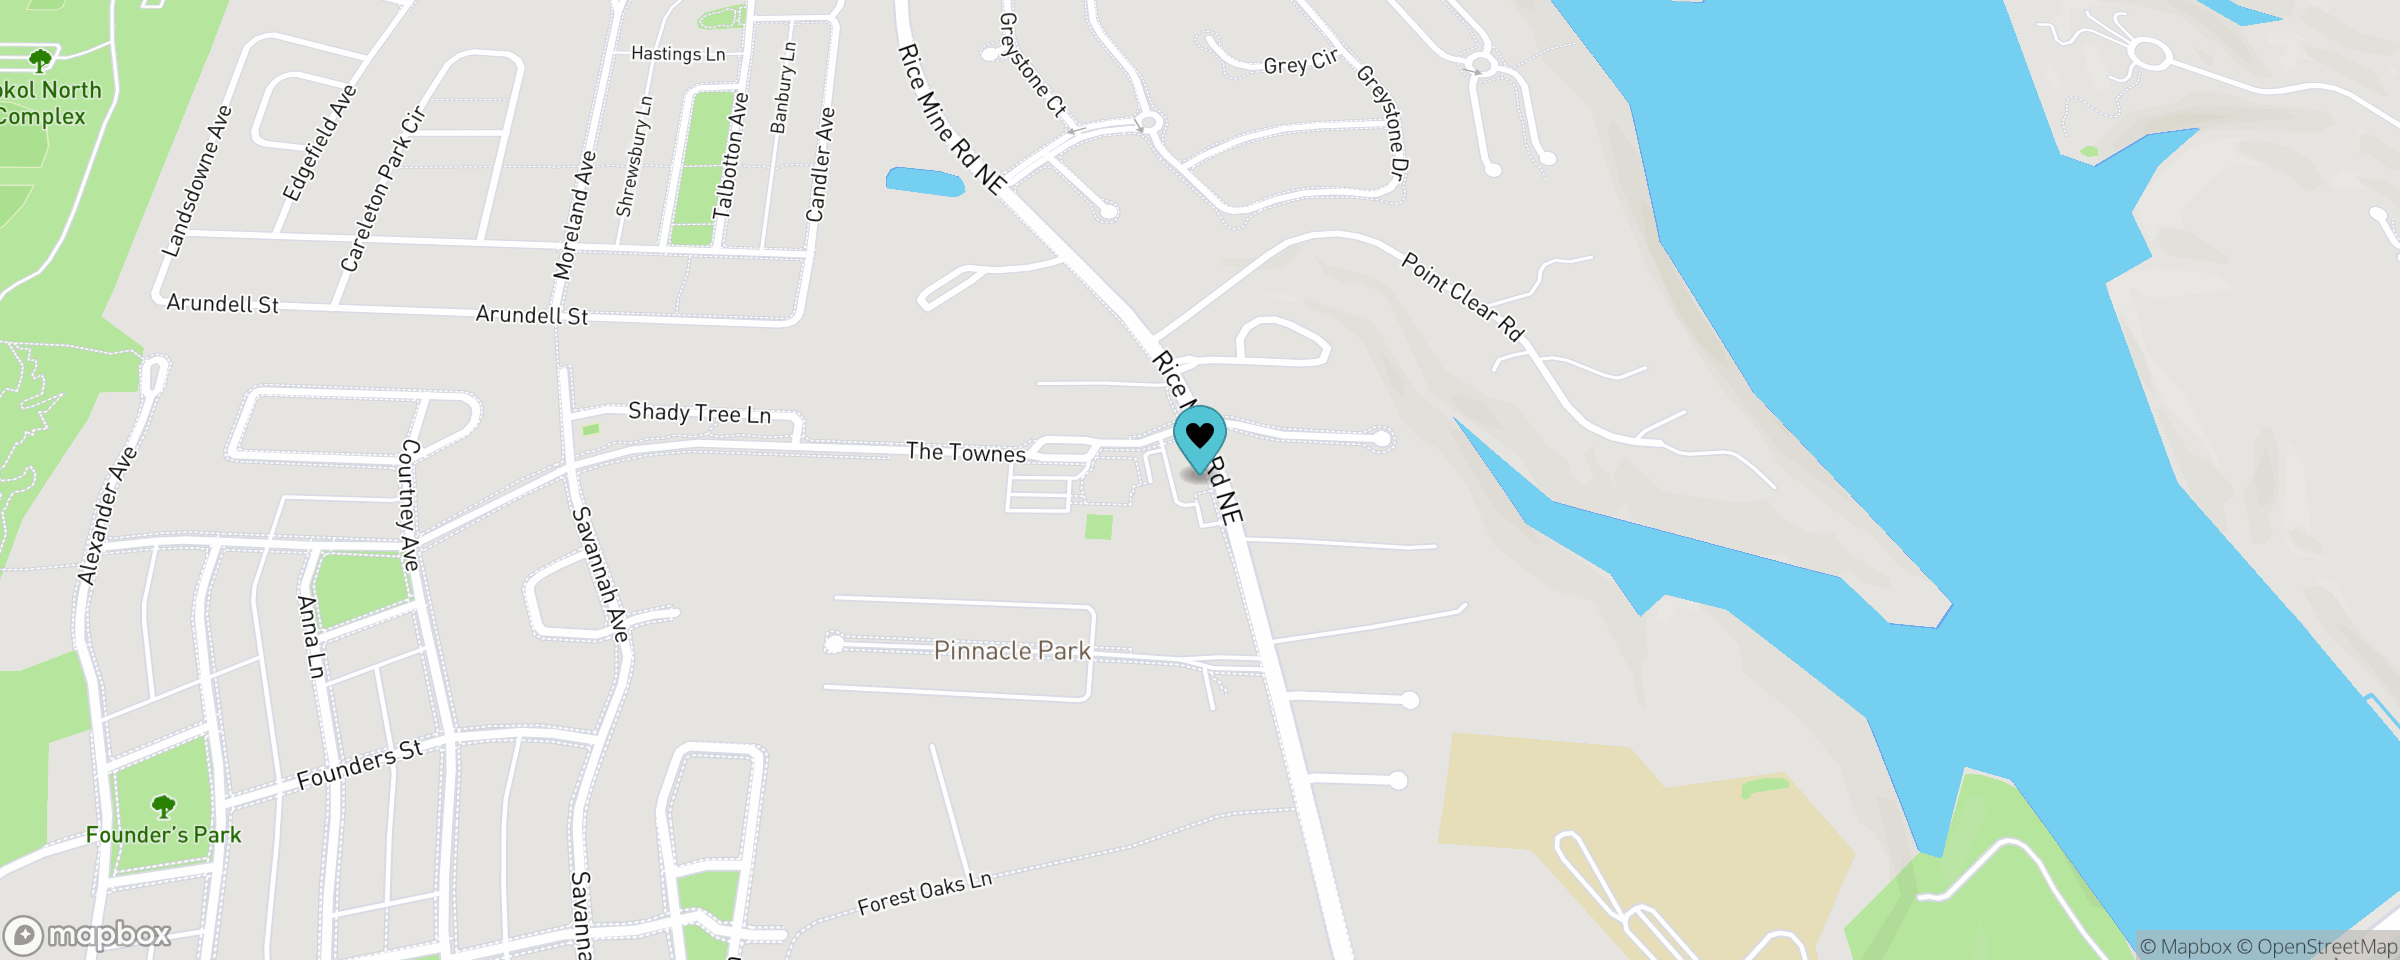 Hastings Ln
Greystone Ct
Grey Cir
Rice Mine Rd NE
Greystone Dr
okol North
Complex
Landsdowne Ave
Edgefield Ave
Careleton Park Cir
Moreland Ave
Shrewsbury Ln
Talbotton Ave
Banbury Ln
Candler Ave
Arundell St
Arundell St
Point Clear Rd
Rice M
Rd NE
Shady Tree Ln
The Townes
Alexander Ave
Courtney Ave
Savannah Ave
Anna Ln
Pinnacle Park
Founders St
Founder's Park
Forest Oaks Ln
Savanna
mapbox
© Mapbox © OpenStreetMap